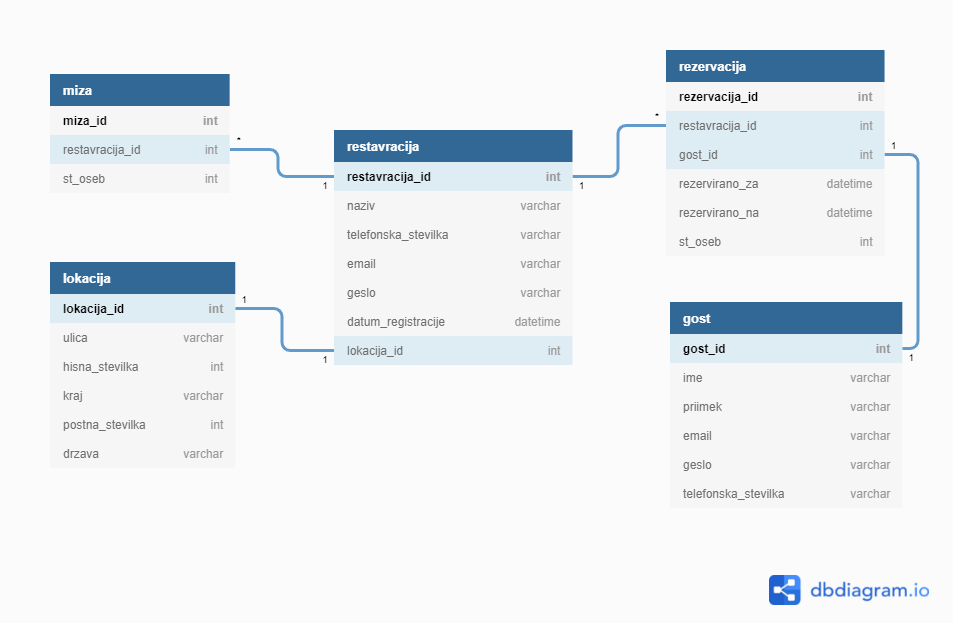 miza
miza_id int
restavracija_id int
st_oseb int
*
1
lokacija
lokacija_id int
ulica varchar
hisna_stevilka int
kraj varchar
postna_stevilka int
drzava varchar
1
1
restavracija
restavracija_id int
naziv varchar
telefonska_stevilka varchar
email varchar
geslo varchar
datum_registracije datetime
lokacija_id int
1
*
rezervacija
rezervacija_id int
restavracija_id int
gost_id int
rezervirano_za datetime
rezervirano_na datetime
st_oseb int
1
1
gost
gost_id int
ime varchar
priimek varchar
email varchar
geslo varchar
telefonska_stevilka varchar
dbdiagram.io